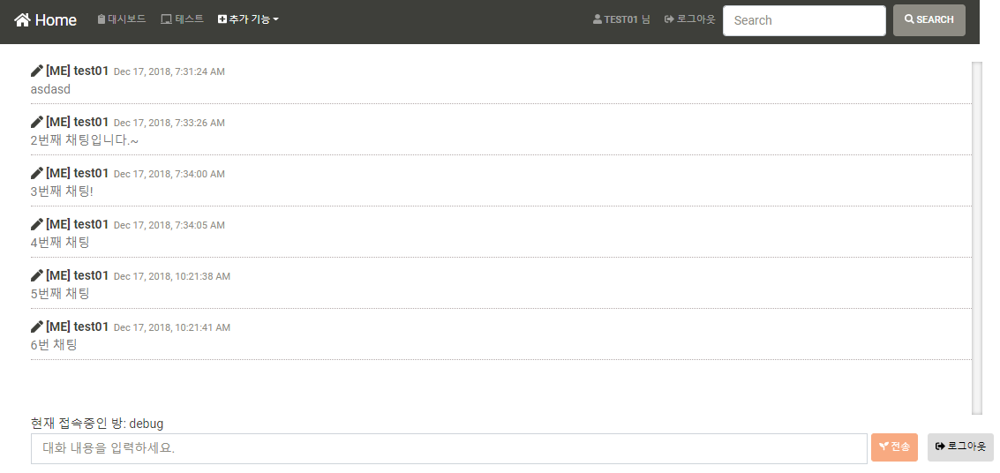 Home 대시보드 테스트 추가 기능 TEST01 님 로그아웃 Search SEARCH
[ME] test01 Dec 17, 2018, 7:31:24 AM
asdasd
[ME] test01 Dec 17, 2018, 7:33:26 AM
2번째 채팅입니다.~
[ME] test01 Dec 17, 2018, 7:34:00 AM
3번째 채팅!
[ME] test01 Dec 17, 2018, 7:34:05 AM
4번째 채팅
[ME] test01 Dec 17, 2018, 10:21:38 AM
5번째 채팅
[ME] test01 Dec 17, 2018, 10:21:41 AM
6번 채팅
현재 접속중인 방: debug
대화 내용을 입력하세요. 전송 로그아웃